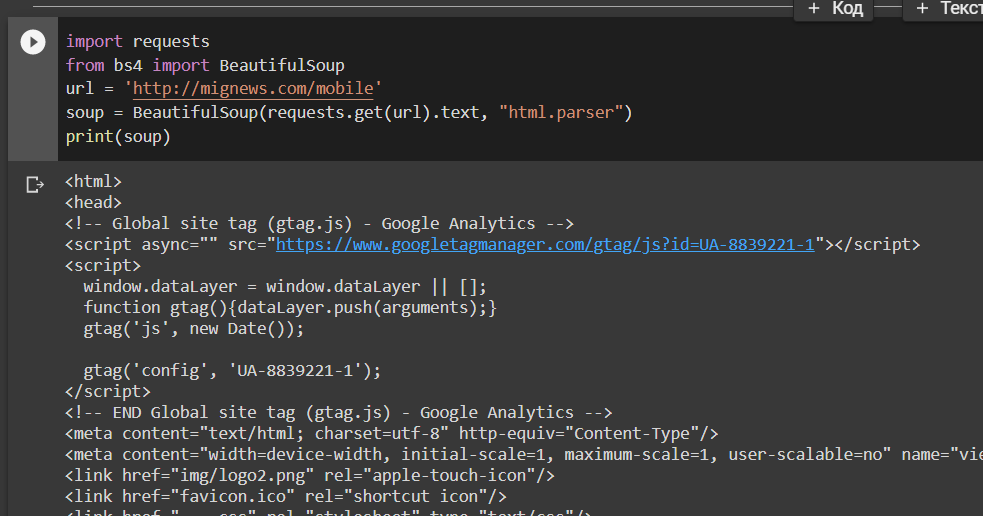 + Код
+ Текст
import requests
from bs4 import BeautifulSoup
url = 'http://mignews.com/mobile'
soup = BeautifulSoup(requests.get(url).text, "html.parser")
print(soup)
<html>
<head>
<!-- Global site tag (gtag.js) - Google Analytics -->
<script async="" src="https://www.googletagmanager.com/gtag/js?id=UA-8839221-1"></script>
<script>
  window.dataLayer = window.dataLayer || [];
  function gtag(){dataLayer.push(arguments);}
  gtag('js', new Date());

  gtag('config', 'UA-8839221-1');
</script>
<!-- END Global site tag (gtag.js) - Google Analytics -->
<meta content="text/html; charset=utf-8" http-equiv="Content-Type"/>
<meta content="width=device-width, initial-scale=1, maximum-scale=1, user-scalable=no" name="vie
<link href="img/logo2.png" rel="apple-touch-icon"/>
<link href="favicon.ico" rel="shortcut icon"/>